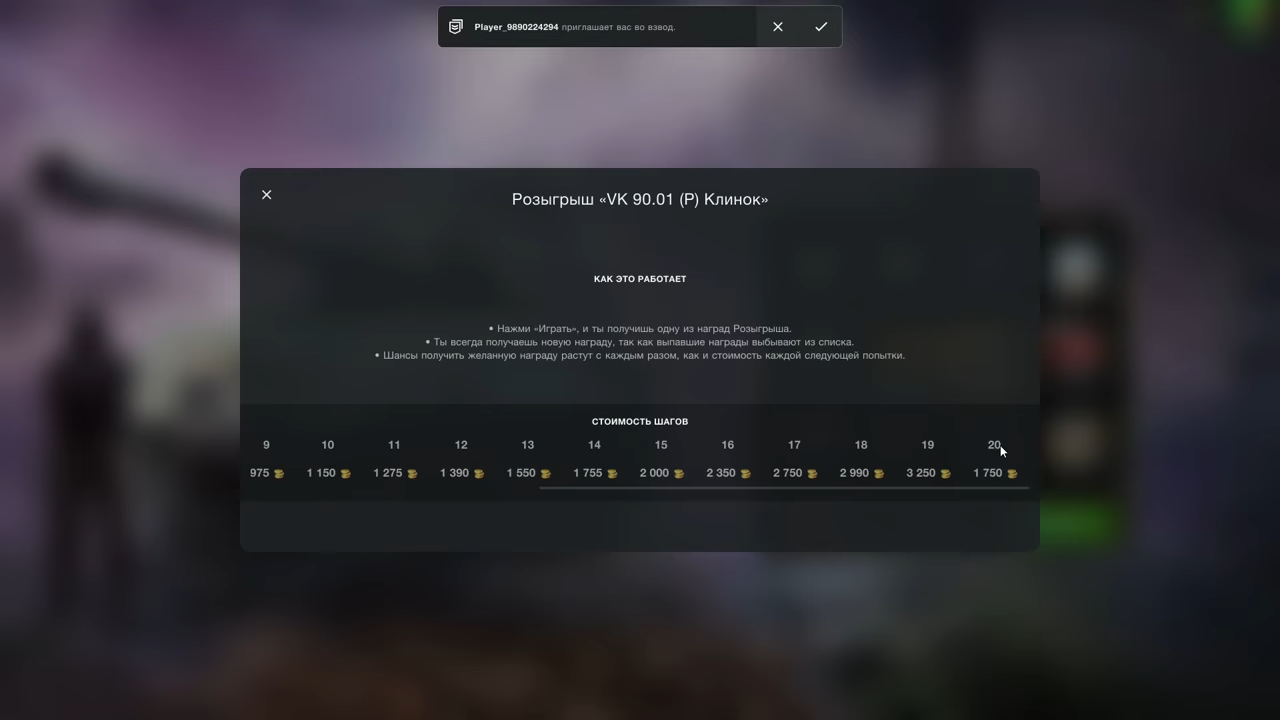 Player_9890224294 приглашает вас во взвод.
Розыгрыш «VK 90.01 (P) Клинок»
КАК ЭТО РАБОТАЕТ
• Нажми «Играть», и ты получишь одну из наград Розыгрыша.
• Ты всегда получаешь новую награду, так как выпавшие награды выбывают из списка.
• Шансы получить желанную награду растут с каждым разом, как и стоимость каждой следующей попытки.
СТОИМОСТЬ ШАГОВ
9 10 11 12 13 14 15 16 17 18 19 20
975 1 150 1 275 1 390 1 550 1 755 2 000 2 350 2 750 2 990 3 250 1 750